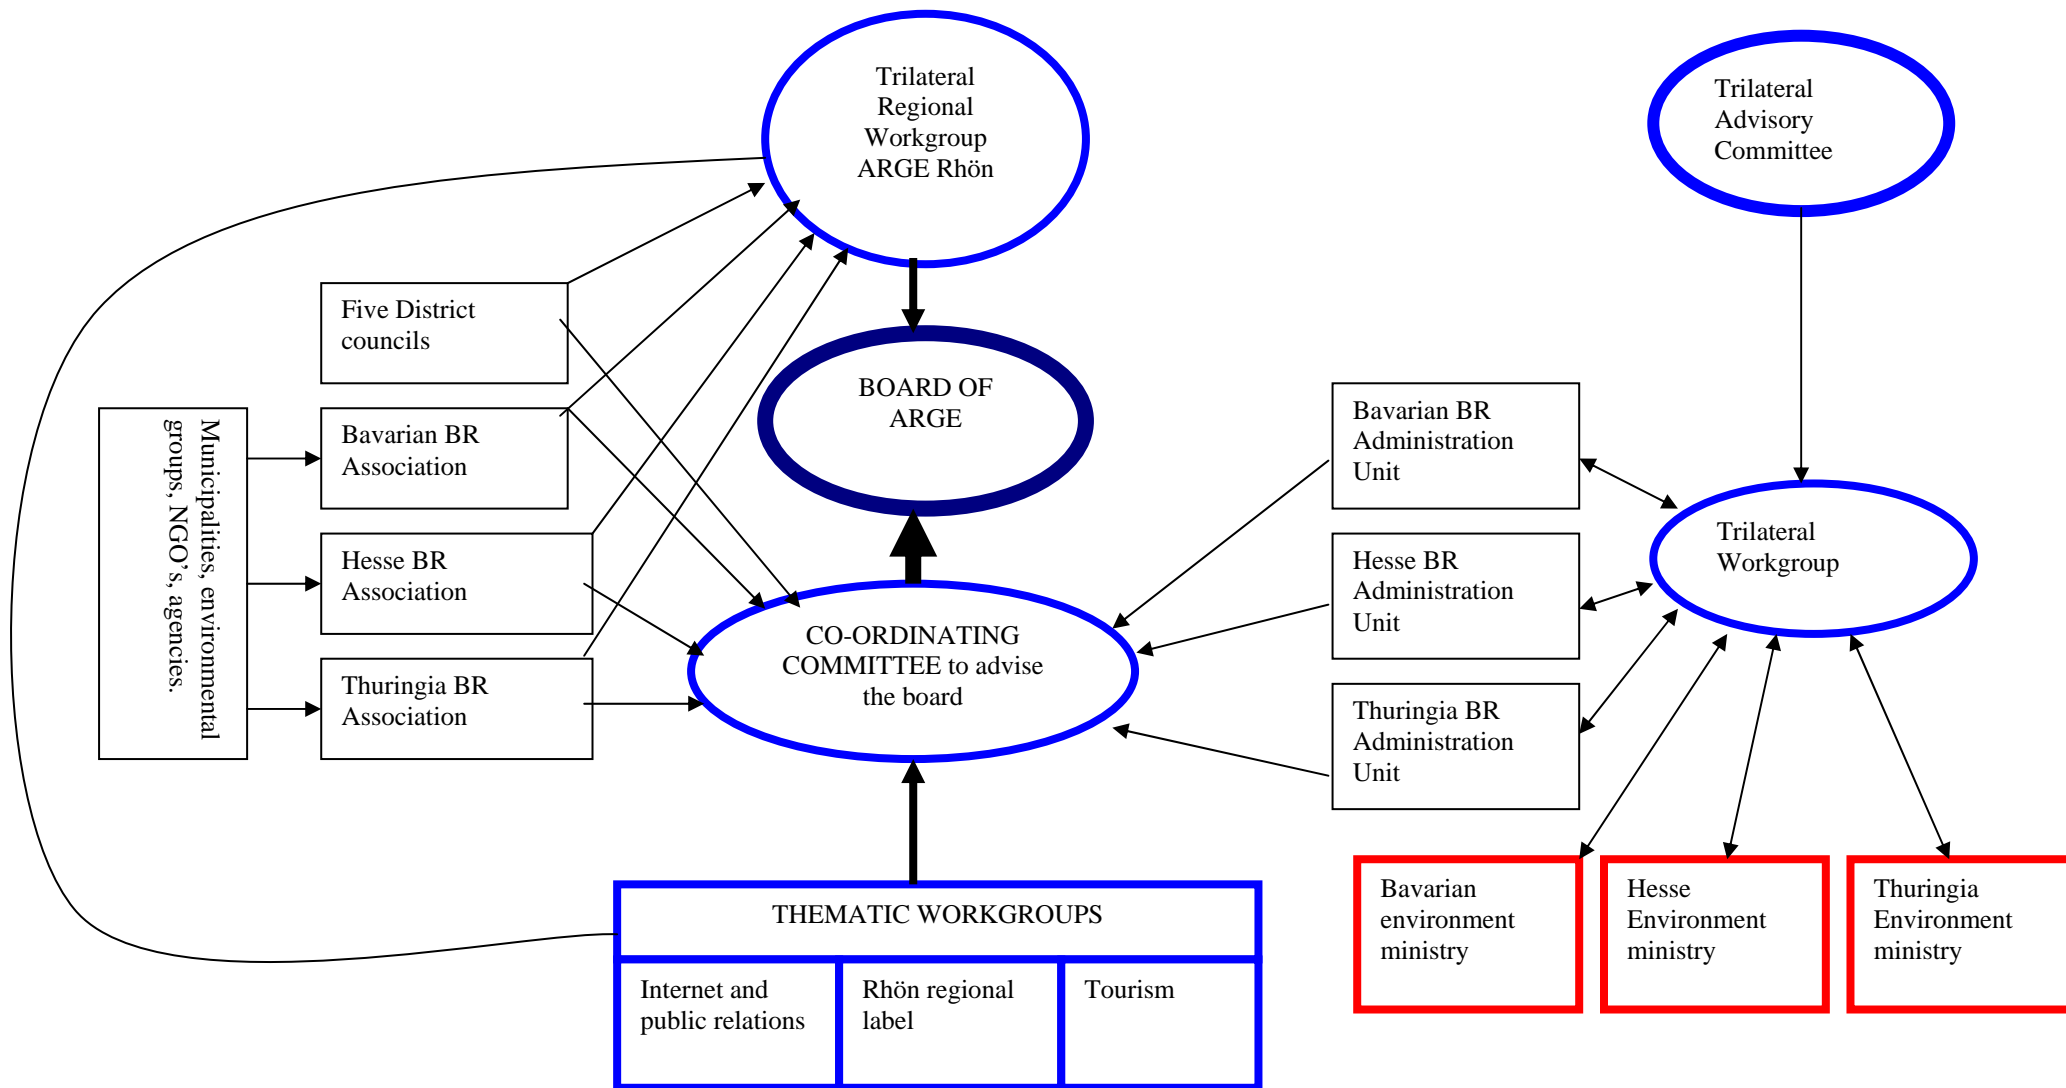 Trilateral
Regional
Workgroup
ARGE Rhön
Trilateral
Advisory
Committee
Five District
councils
BOARD OF
ARGE
Municipalities, environmental
groups, NGO's, agencies.
Bavarian BR
Association
Hesse BR
Association
Thuringia BR
Association
Bavarian BR
Administration
Unit
Hesse BR
Administration
Unit
Thuringia BR
Administration
Unit
Trilateral
Workgroup
CO-ORDINATING
COMMITTEE to advise
the board
THEMATIC WORKGROUPS
Internet and
public relations
Rhön regional
label
Tourism
Bavarian
environment
ministry
Hesse
Environment
ministry
Thuringia
Environment
ministry